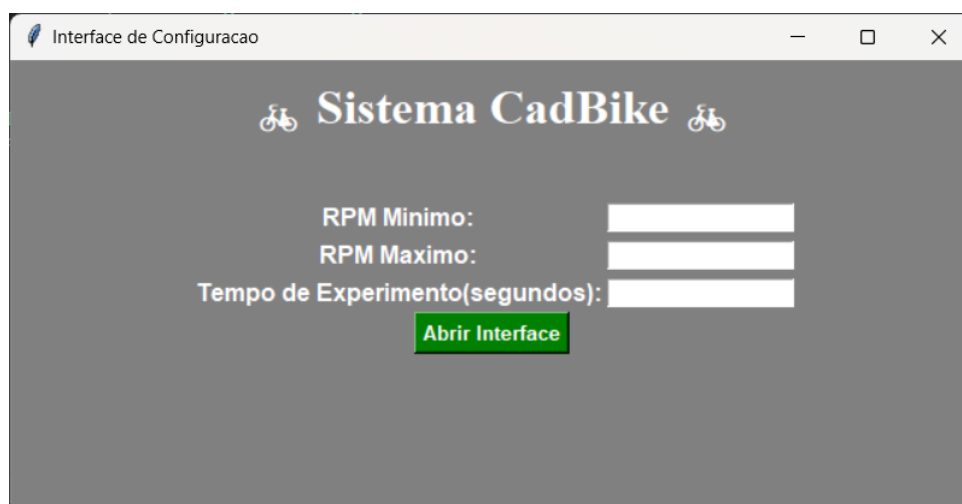 Interface de Configuracao
🚲 Sistema CadBike 🚲
RPM Minimo:
RPM Maximo:
Tempo de Experimento(segundos):
Abrir Interface